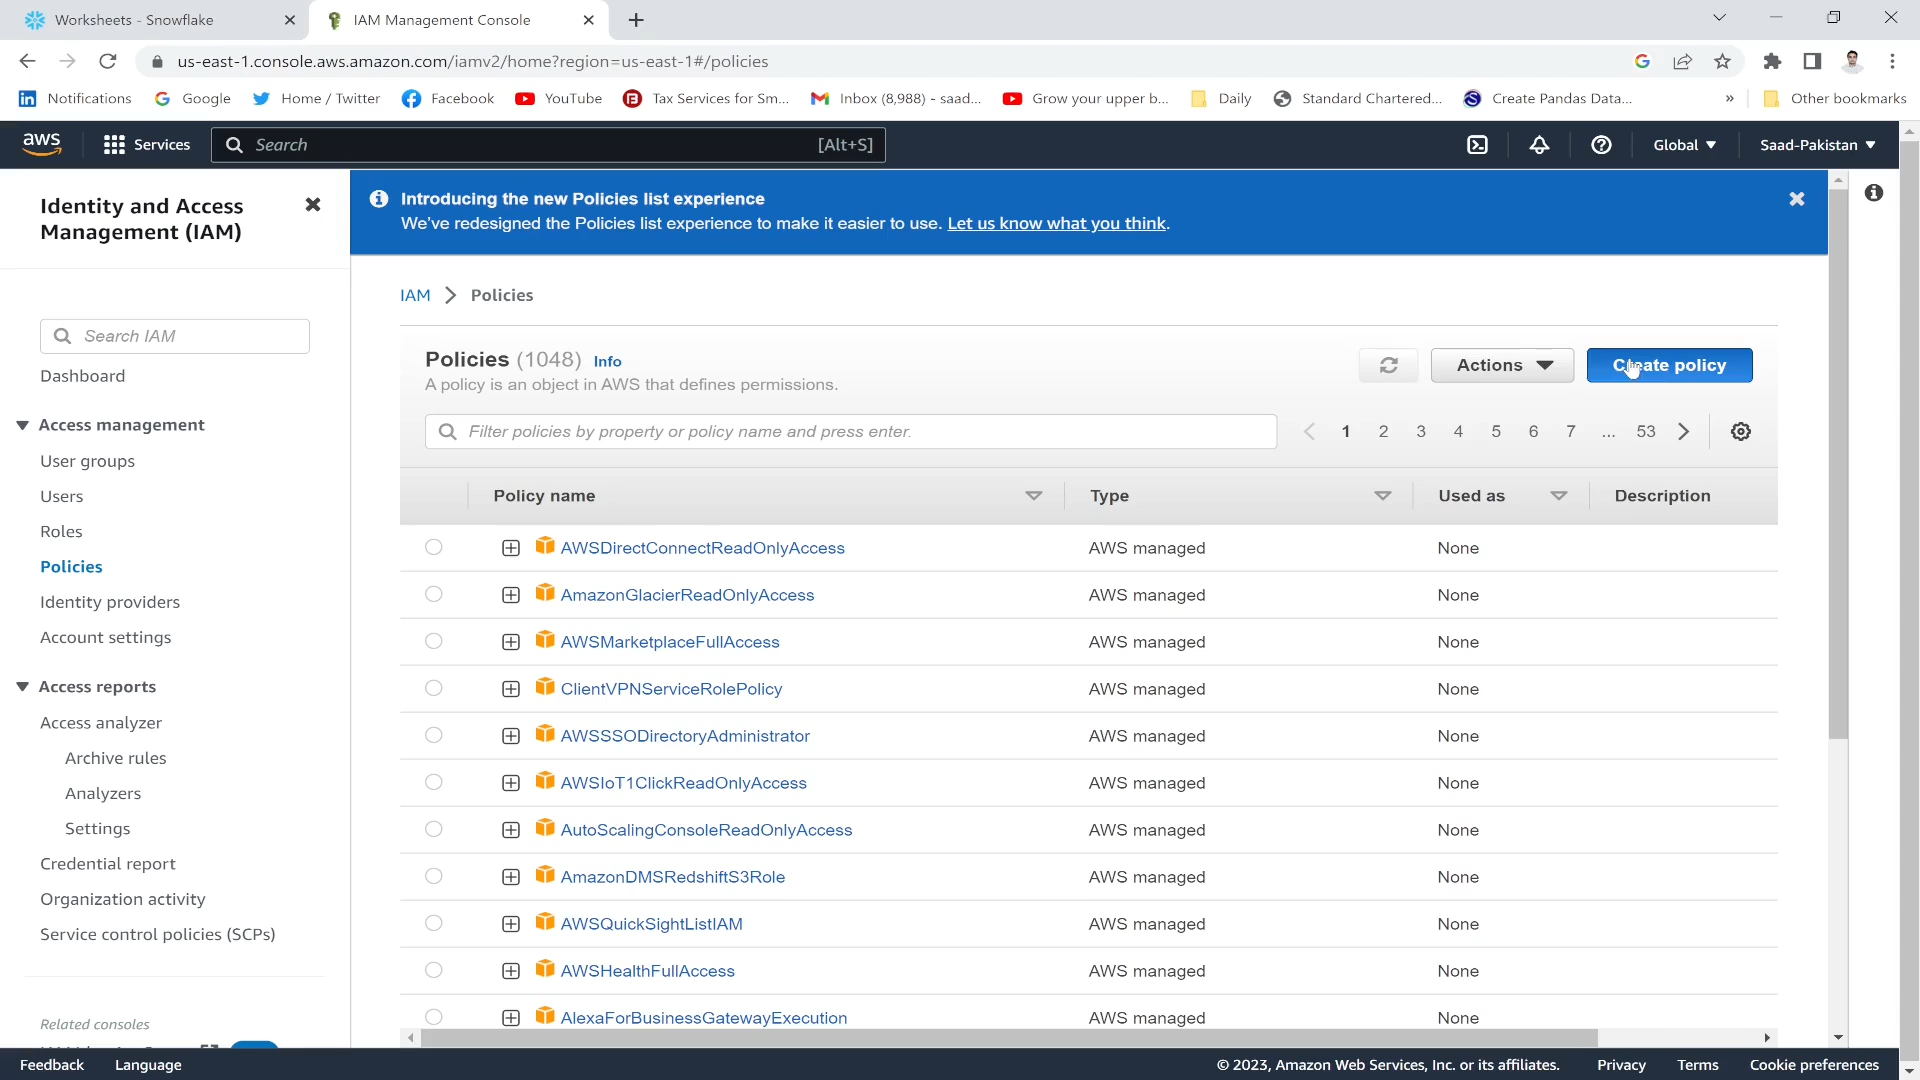 Worksheets - Snowflake
IAM Management Console
us-east-1.console.aws.amazon.com/iamv2/home?region=us-east-1#/policies
Notifications Google Home / Twitter Facebook YouTube Tax Services for Sm... Inbox (8,988) - saad... Grow your upper b... Daily Standard Chartered... Create Pandas Data... » Other bookmarks
aws Services Search [Alt+S] Global Saad-Pakistan
Identity and Access
Management (IAM)
Search IAM
Dashboard
Access management
User groups
Users
Roles
Policies
Identity providers
Account settings
Access reports
Access analyzer
Archive rules
Analyzers
Settings
Credential report
Organization activity
Service control policies (SCPs)
Related consoles
Introducing the new Policies list experience
We've redesigned the Policies list experience to make it easier to use. Let us know what you think.
IAM > Policies
Policies (1048) Info
A policy is an object in AWS that defines permissions.
Actions Create policy
Filter policies by property or policy name and press enter.
1 2 3 4 5 6 7 ... 53
Policy name Type Used as Description
AWSDirectConnectReadOnlyAccess AWS managed None
AmazonGlacierReadOnlyAccess AWS managed None
AWSMarketplaceFullAccess AWS managed None
ClientVPNServiceRolePolicy AWS managed None
AWSSSODirectoryAdministrator AWS managed None
AWSIoT1ClickReadOnlyAccess AWS managed None
AutoScalingConsoleReadOnlyAccess AWS managed None
AmazonDMSRedshiftS3Role AWS managed None
AWSQuickSightListIAM AWS managed None
AWSHealthFullAccess AWS managed None
AlexaForBusinessGatewayExecution AWS managed None
Feedback Language © 2023, Amazon Web Services, Inc. or its affiliates. Privacy Terms Cookie preferences